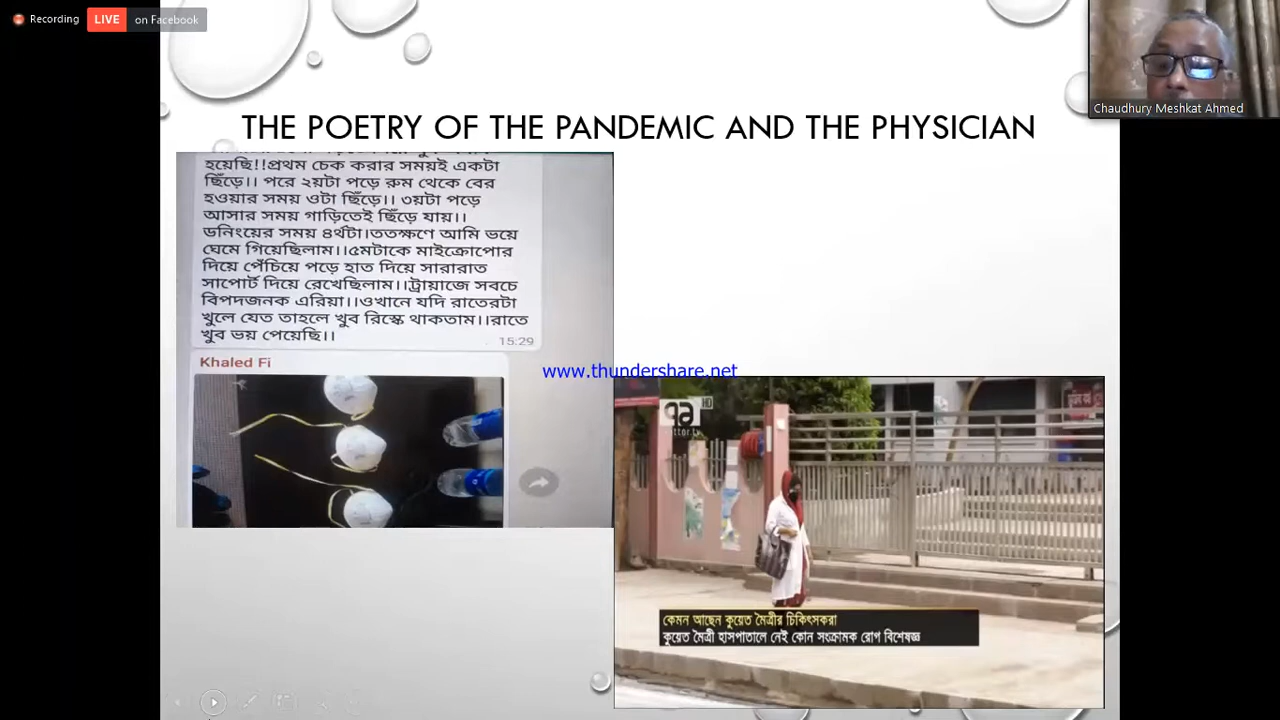 Recording
LIVE on Facebook
Chaudhury Meshkat Ahmed
THE POETRY OF THE PANDEMIC AND THE PHYSICIAN
হয়েছি!!প্রথম চেক করার সময়ই একটা
ছিঁড়ে।। পরে ২য়টা পড়ে রুম থেকে বের
হওয়ার সময় ওটা ছিঁড়ে।। ৩য়টা পড়ে
আসার সময় গাড়িতেই ছিঁড়ে যায়।।
ডনিংয়ের সময় ৪র্থটা।ততক্ষণে আমি ভয়ে
ঘেমে গিয়েছিলাম।।৫মটাকে মাইক্রোপোর
দিয়ে পেঁচিয়ে পড়ে হাত দিয়ে সারারাত
সাপোর্ট দিয়ে রেখেছিলাম।।ট্রায়াজে সবচে
বিপদজনক এরিয়া।।ওখানে যদি রাতেরটা
খুলে যেত তাহলে খুব রিস্কে থাকতাম।।রাতে
খুব ভয় পেয়েছি।।
15:29
Khaled Fi
www.thundershare.net
HD
কেমন আছেন কুয়েত মৈত্রীর চিকিৎসকরা
কুয়েত মৈত্রী হাসপাতালে নেই কোন সংক্রামক রোগ বিশেষজ্ঞ